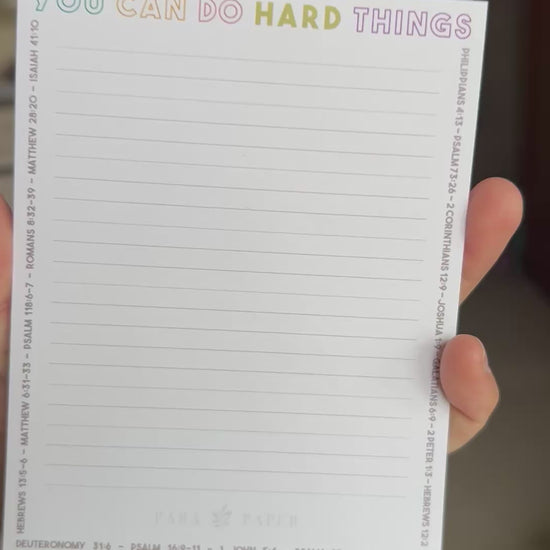 YOU CAN DO HARD THINGS
HEBREWS 13:5-6 - MATTHEW 6:31-33 - PSALM 118:6-7 - ROMANS 8:32-39 - MATTHEW 28:20 - ISAIAH 41:10
PHILIPPIANS 4:13 - PSALM 73:26 - 2 CORINTHIANS 12:9 - JOSHUA 1:9 - GALATIANS 6:9 - 2 PETER 1:3 - HEBREWS 12:2
PAPER
DEUTERONOMY 31:6 - PSALM 16:9-11 - 1 JOHN